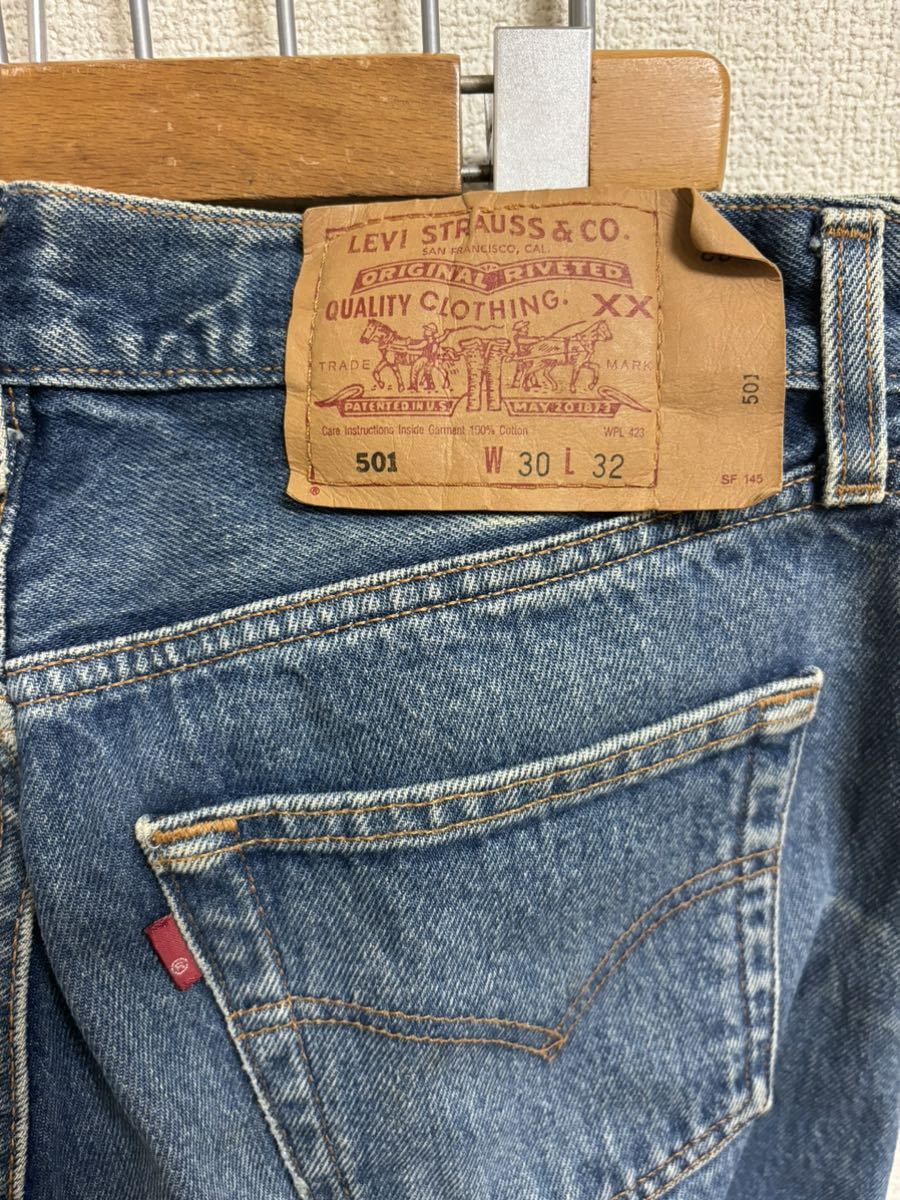 LEVI STRAUSS & CO.
SAN FRANCISCO, CAL.
ORIGINAL RIVETED
QUALITY CLOTHING. XX
TRADE MARK
PATENTED IN U.S. MAY 20 1873
Care Instructions Inside Garment 100% Cotton WPL 423
501 W 30 L 32
®
SF 145
501
®